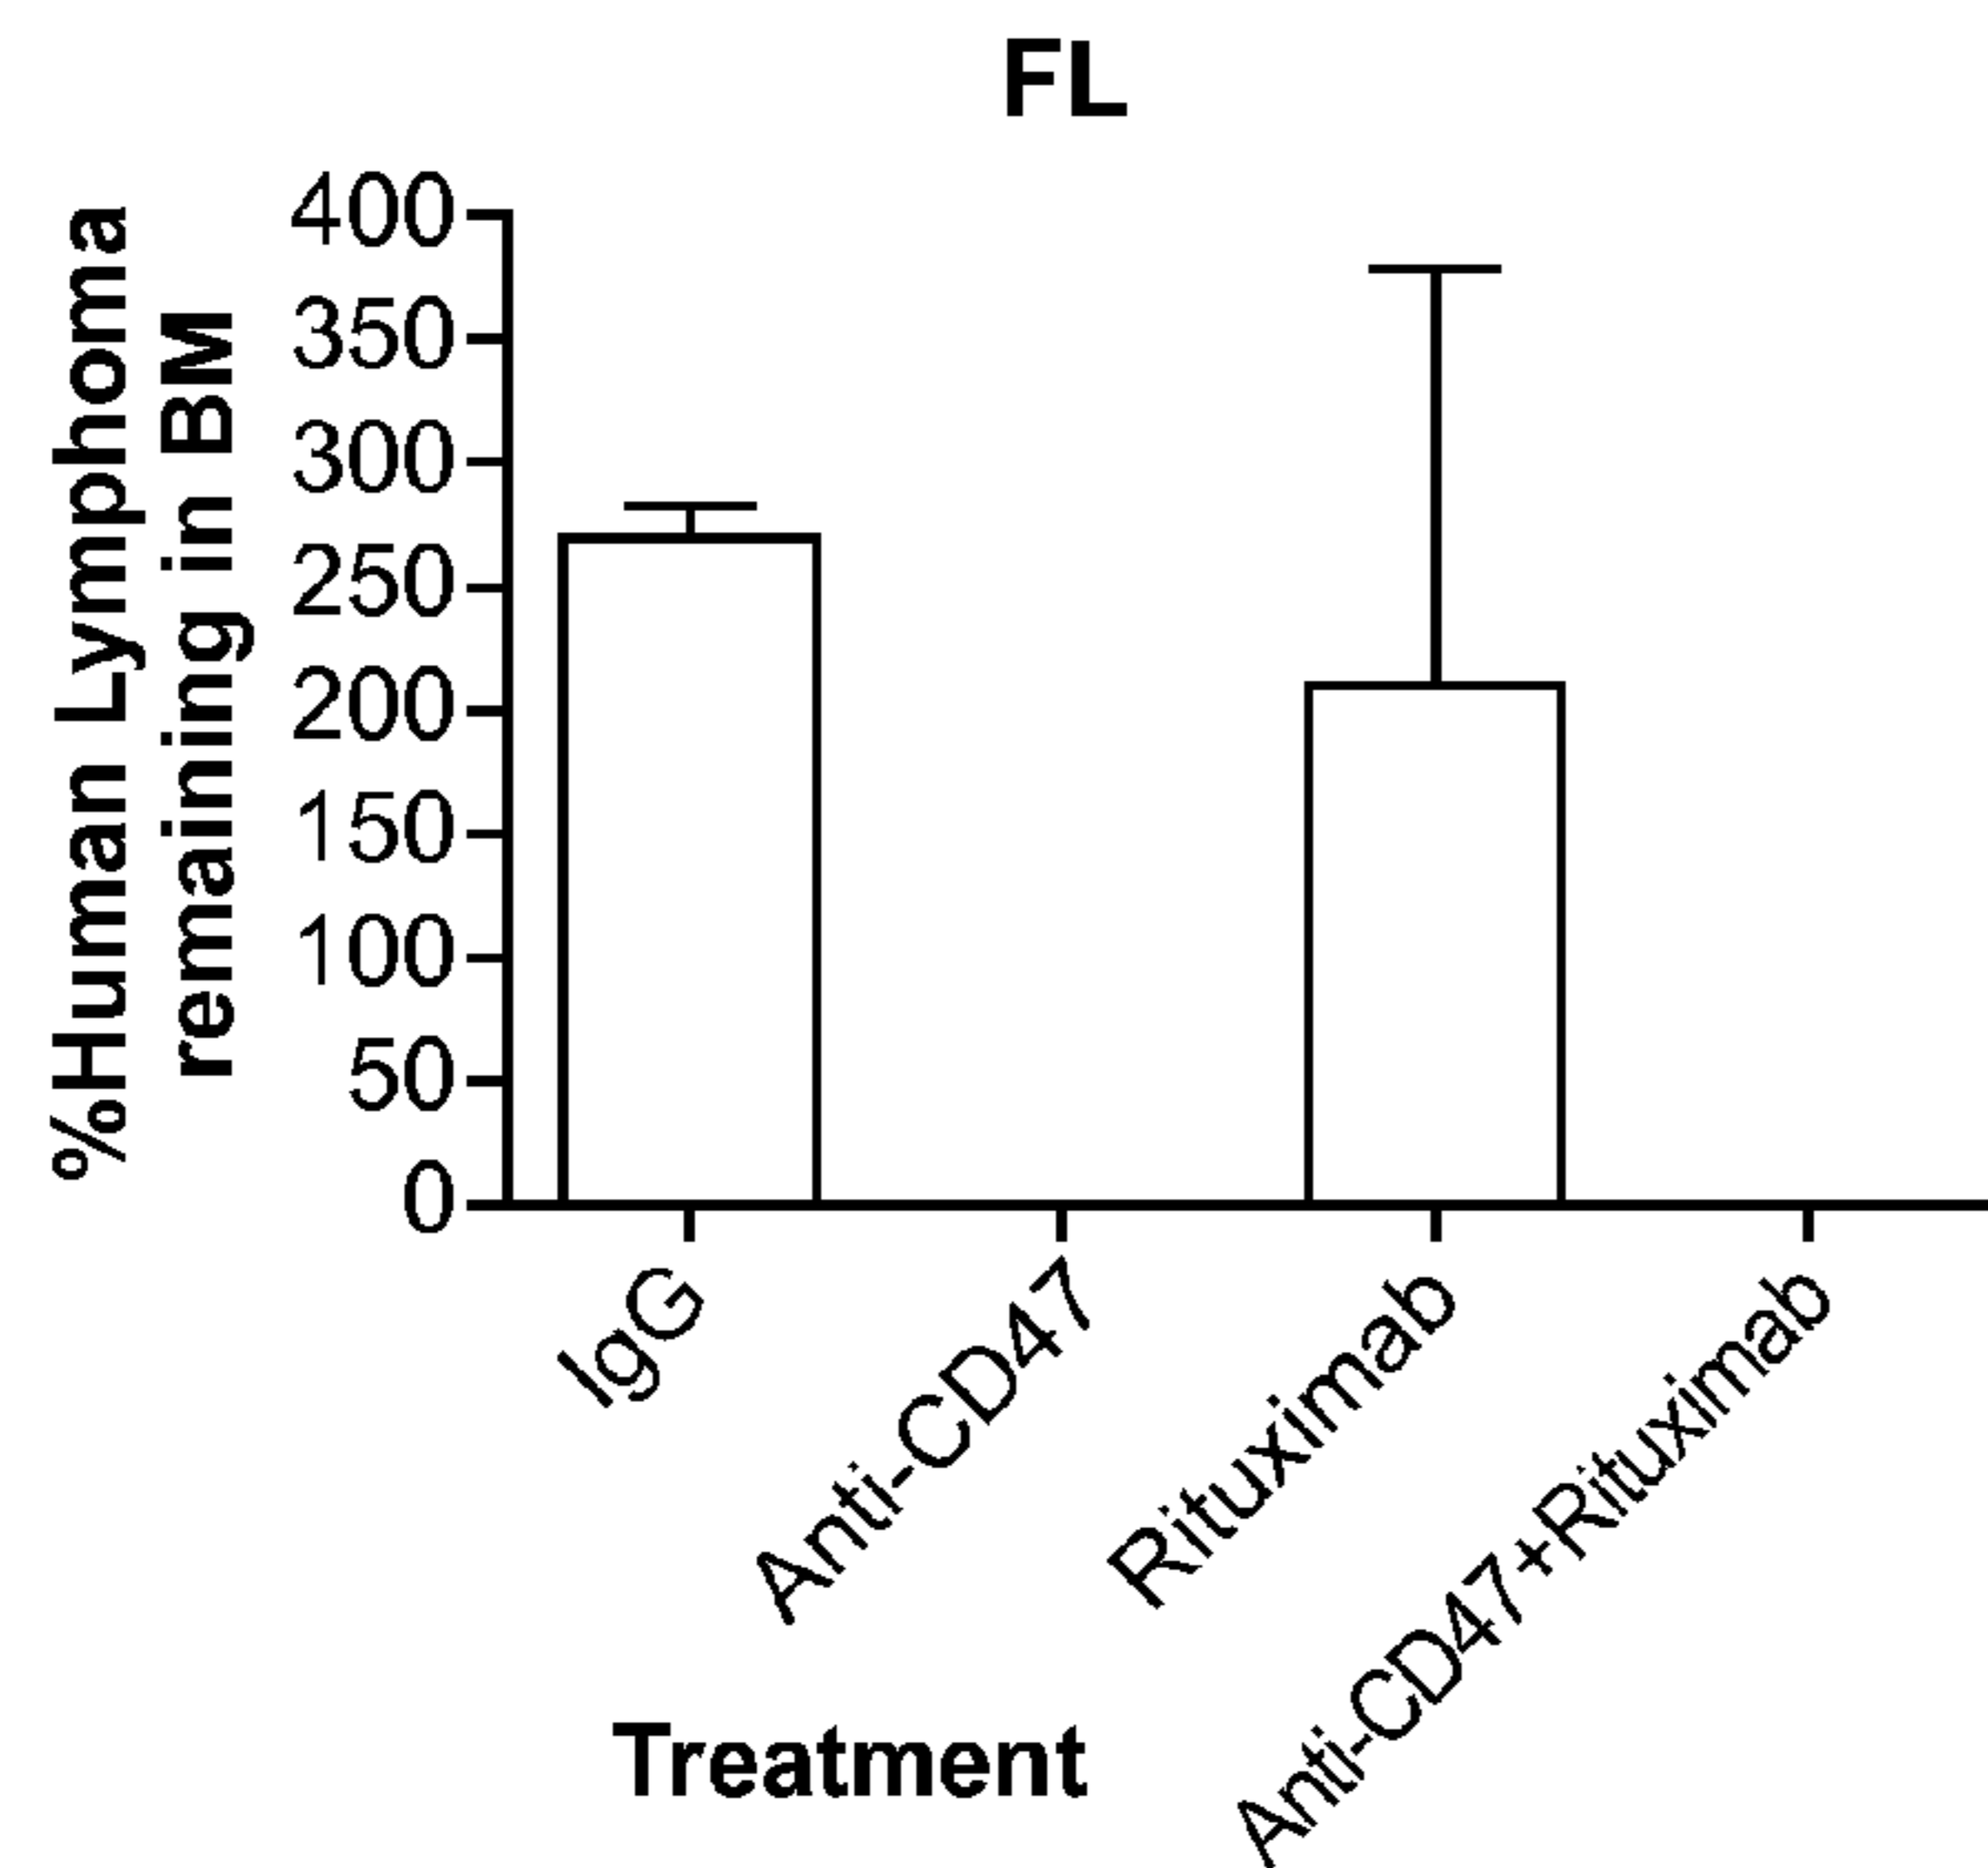 FL
%Human Lymphoma
remaining in BM
400
350
300
250
200
150
100
50
0
IgG
Anti-CD47
Rituximab
Anti-CD47+Rituximab
Treatment